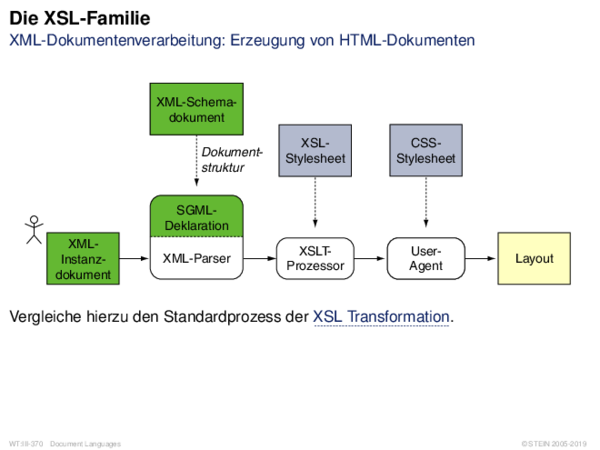 Die XSL-Familie
XML-Dokumentenverarbeitung: Erzeugung von HTML-Dokumenten
XML-Schema-
dokument
Dokument-
struktur
XSL-
Stylesheet
CSS-
Stylesheet
SGML-
Deklaration
XML-
Instanz-
dokument
XML-Parser
XSLT-
Prozessor
User-
Agent
Layout
Vergleiche hierzu den Standardprozess der XSL Transformation.
WT:III-370 Document Languages
© STEIN 2005-2019